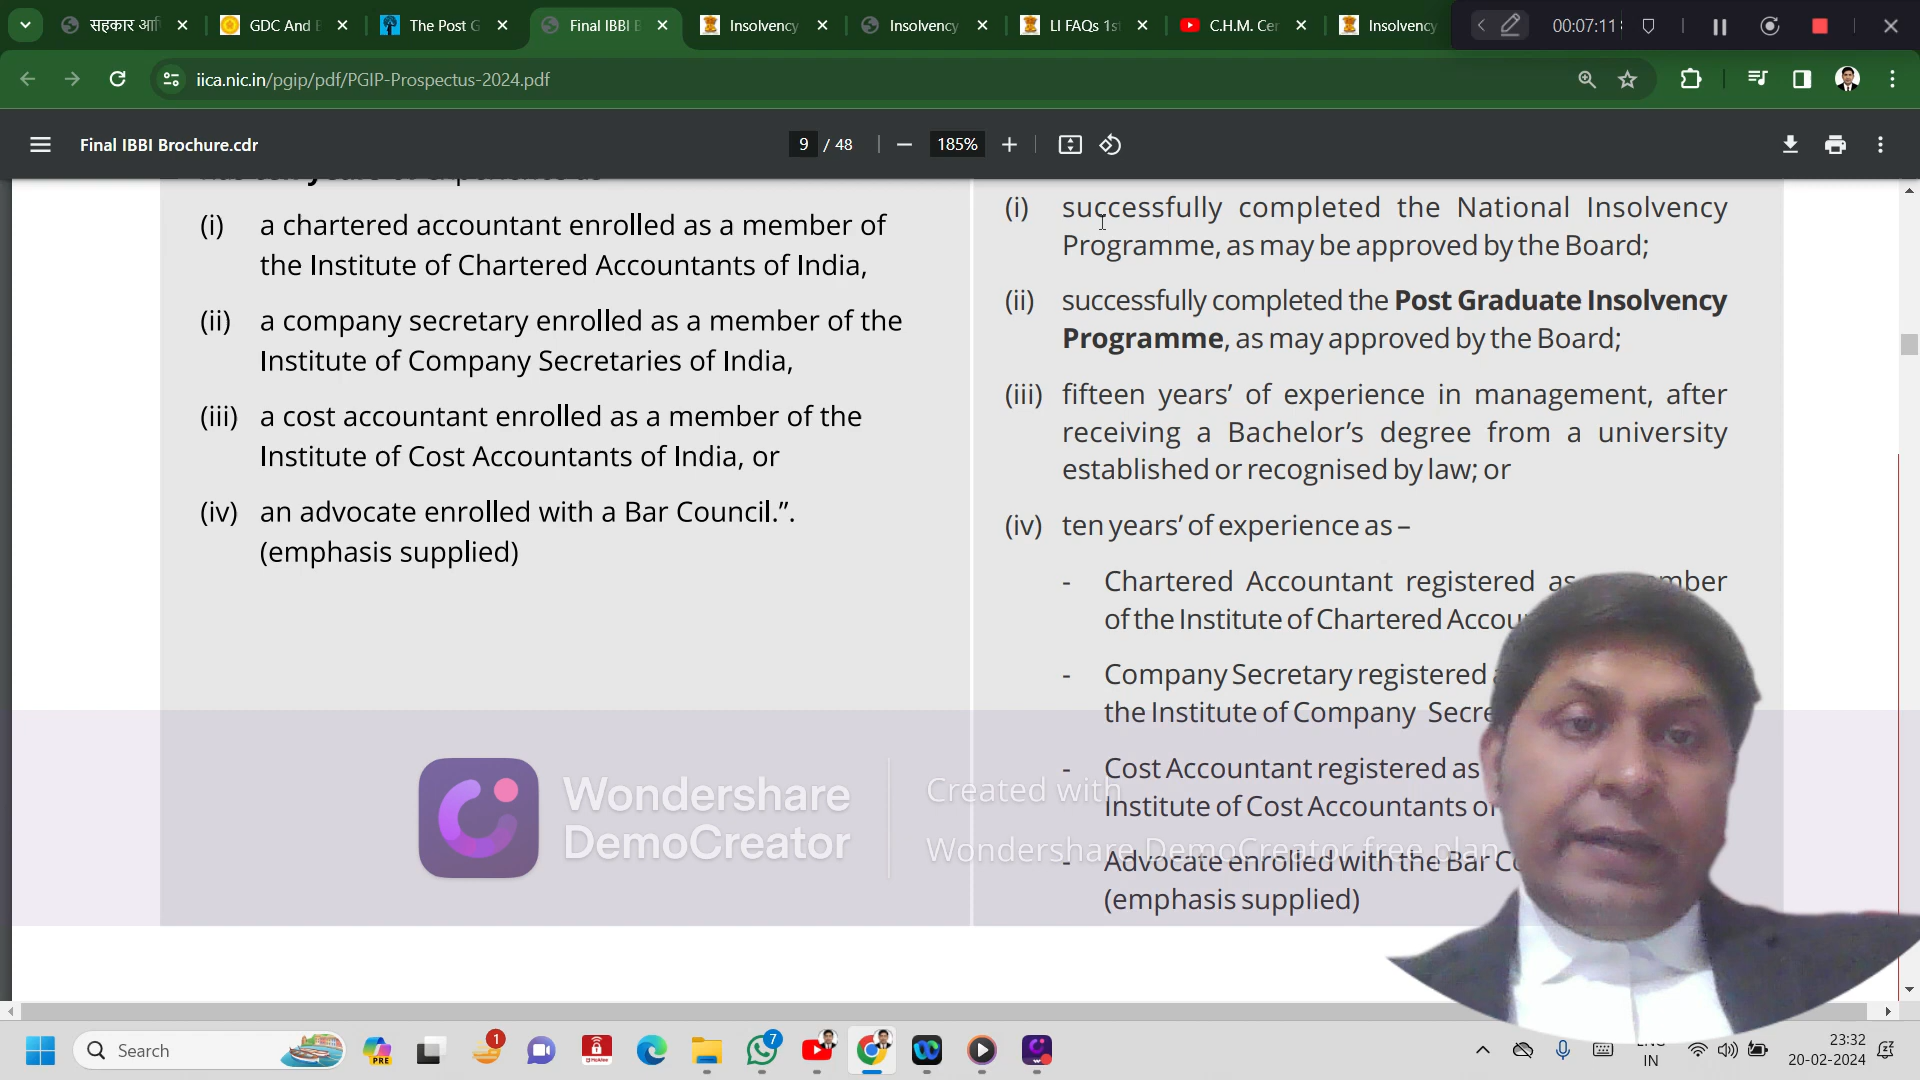 सहकार आ
GDC And
The Post G
Final IBBI B
Insolvency
Insolvency
LI FAQs 1s
C.H.M. Cer
Insolvency
00:07:11
iica.nic.in/pgip/pdf/PGIP-Prospectus-2024.pdf
Final IBBI Brochure.cdr
9 / 48
185%
(i) a chartered accountant enrolled as a member of
the Institute of Chartered Accountants of India,
(ii) a company secretary enrolled as a member of the
Institute of Company Secretaries of India,
(iii) a cost accountant enrolled as a member of the
Institute of Cost Accountants of India, or
(iv) an advocate enrolled with a Bar Council.”.
(emphasis supplied)
(i) successfully completed the National Insolvency
Programme, as may be approved by the Board;
(ii) successfully completed the Post Graduate Insolvency
Programme, as may approved by the Board;
(iii) fifteen years’ of experience in management, after
receiving a Bachelor’s degree from a university
established or recognised by law; or
(iv) ten years’ of experience as –
- Chartered Accountant registered as
of the Institute of Chartered Accou
- Company Secretary registered
the Institute of Company Secre
- Cost Accountant registered as
Institute of Cost Accountants
- Advocate enrolled with the Bar
(emphasis supplied)
Wondershare
DemoCreator
Created with
Wondershare DemoCreator free plan
Search
PRE
1
McAfee
7
ENG
IN
23:32
20-02-2024